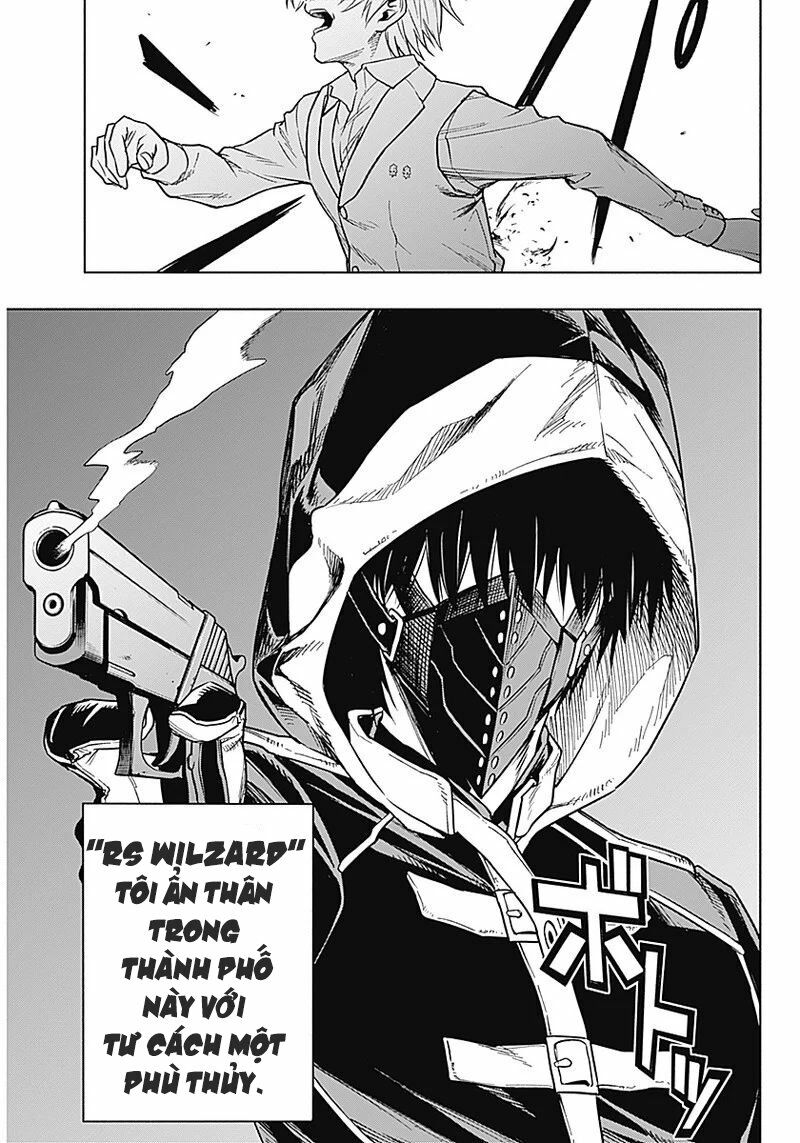 "RS WILZARD"
TÔI ẨN THÂN
TRONG
THÀNH PHỐ
NÀY VỚI
TƯ CÁCH MỘT
PHÙ THỦY.
ボトッ